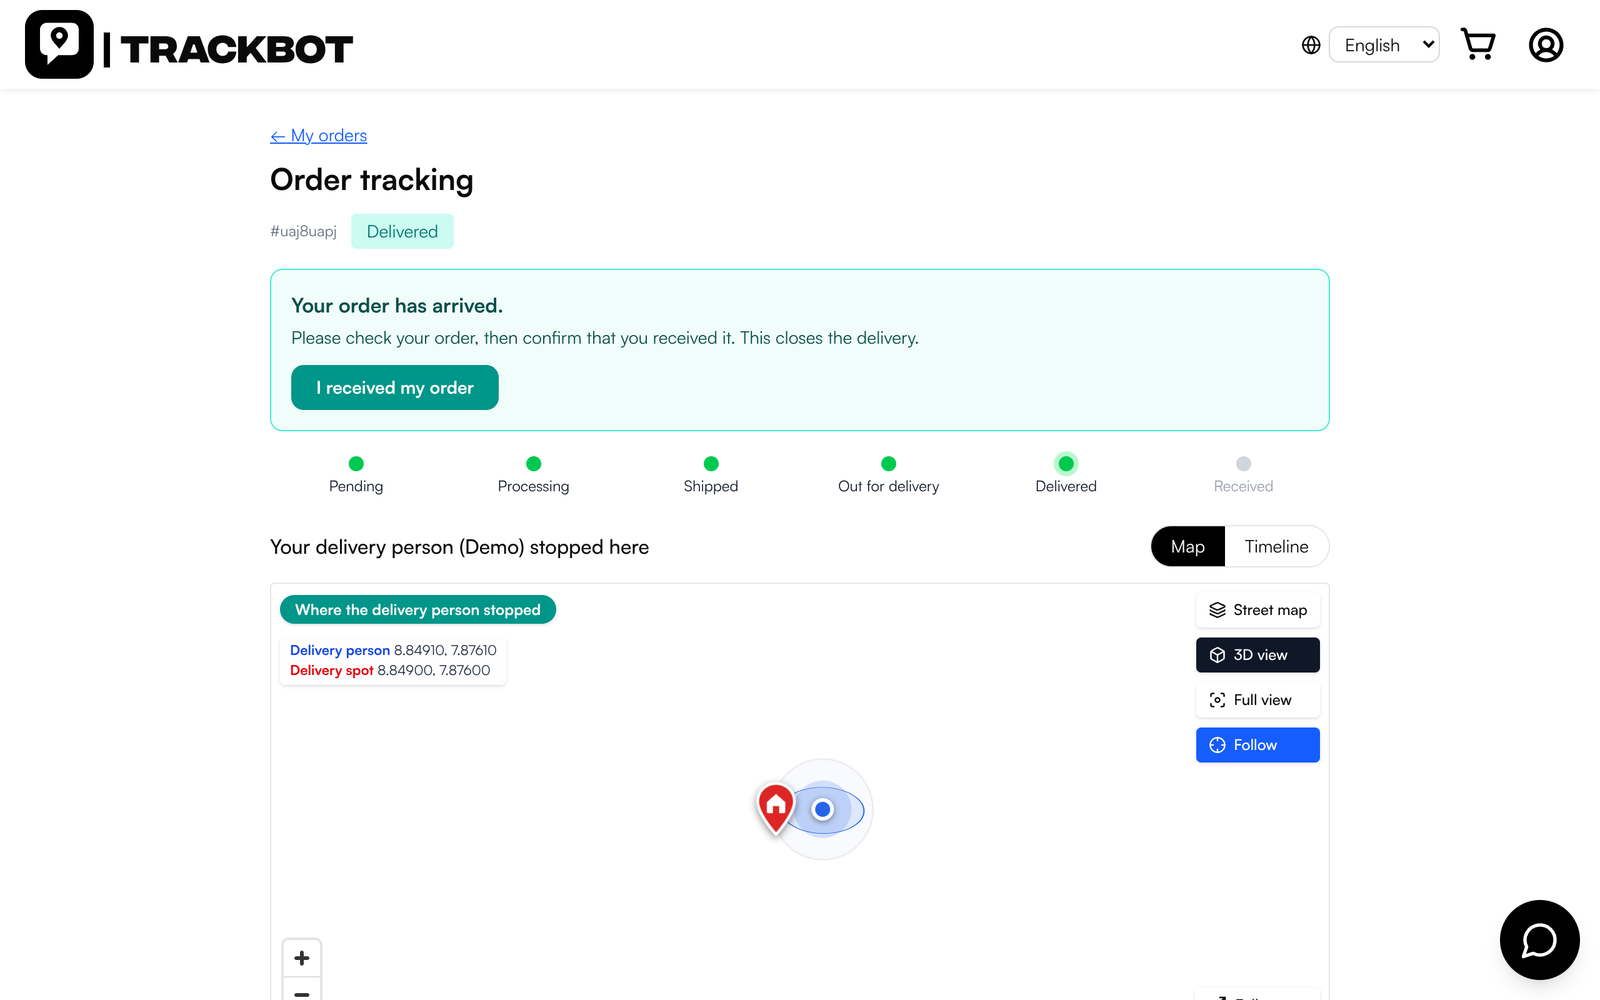 | TRACKBOT
English
← My orders
Order tracking
#uaj8uapj
Delivered
Your order has arrived.
Please check your order, then confirm that you received it. This closes the delivery.
I received my order
Pending
Processing
Shipped
Out for delivery
Delivered
Received
Your delivery person (Demo) stopped here
Map
Timeline
Where the delivery person stopped
Delivery person 8.84910, 7.87610
Delivery spot 8.84900, 7.87600
Street map
3D view
Full view
Follow